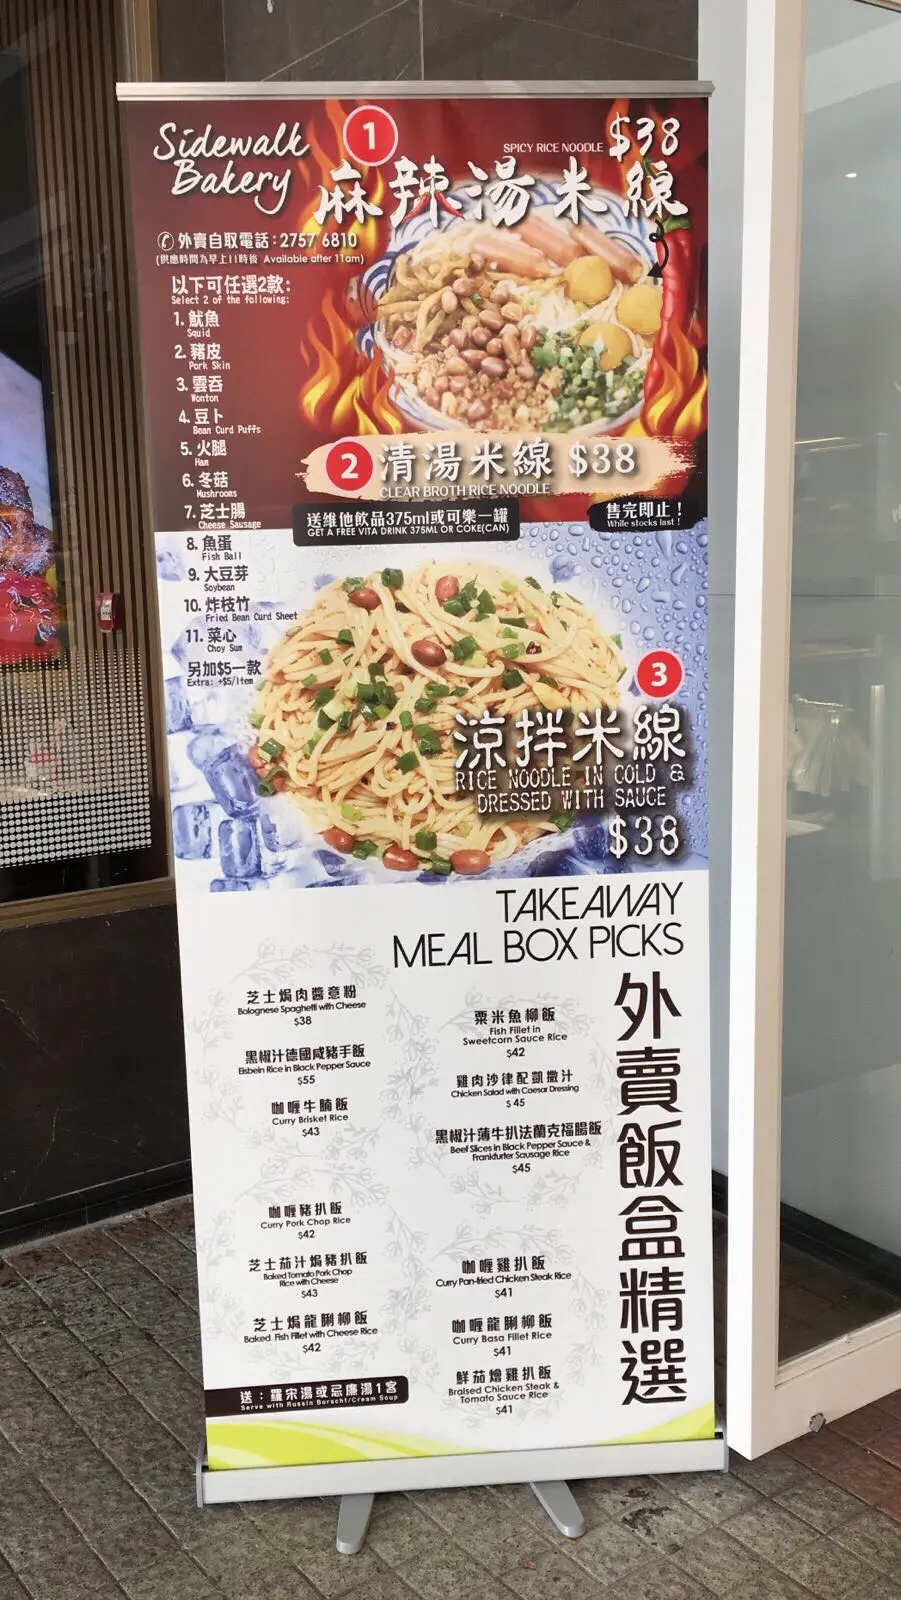 Sidewalk
Bakery
1
SPICY RICE NOODLE $38
麻辣湯米線
外賣自取電話：2757 6810
(供應時間為早上11時後 Available after 11am)
以下可任選2款：
Select 2 of the following:
1. 魷魚
Squid
2. 豬皮
Pork Skin
3. 雲吞
Wonton
4. 豆卜
Bean Curd Puffs
5. 火腿
Ham
6. 冬菇
Mushrooms
7. 芝士腸
Cheese Sausage
8. 魚蛋
Fish Ball
9. 大豆芽
Soybean
10. 炸枝竹
Fried Bean Curd Sheet
11. 菜心
Choy Sum
另加$5一款
Extra: +$5/Item
2 清湯米線 $38
CLEAR BROTH RICE NOODLE
送維他飲品375ml或可樂一罐
GET A FREE VITA DRINK 375ML OR COKE(CAN)
售完即止！
While stocks last !
3
涼拌米線
RICE NOODLE IN COLD &
DRESSED WITH SAUCE
$38
TAKEAWAY
MEAL BOX PICKS
外賣飯盒精選
芝士焗肉醬意粉
Bolognese Spaghetti with Cheese
$38
黑椒汁德國咸豬手飯
Eisbein Rice in Black Pepper Sauce
$55
咖喱牛腩飯
Curry Brisket Rice
$43
咖喱豬扒飯
Curry Pork Chop Rice
$42
芝士茄汁焗豬扒飯
Baked Tomato Pork Chop
Rice with Cheese
$43
芝士焗龍脷柳飯
Baked Fish Fillet with Cheese Rice
$42
粟米魚柳飯
Fish Fillet in
Sweetcorn Sauce Rice
$42
雞肉沙律配凱撒汁
Chicken Salad with Caesar Dressing
$45
黑椒汁薄牛扒法蘭克福腸飯
Beef Slices in Black Pepper Sauce &
Frankfurter Sausage Rice
$45
咖喱雞扒飯
Curry Pan-fried Chicken Steak Rice
$41
咖喱龍脷柳飯
Curry Basa Fillet Rice
$41
鮮茄燴雞扒飯
Braised Chicken Steak &
Tomato Sauce Rice
$41
送：羅宋湯或忌廉湯1客
Serve with Russin Borscht/Cream Soup